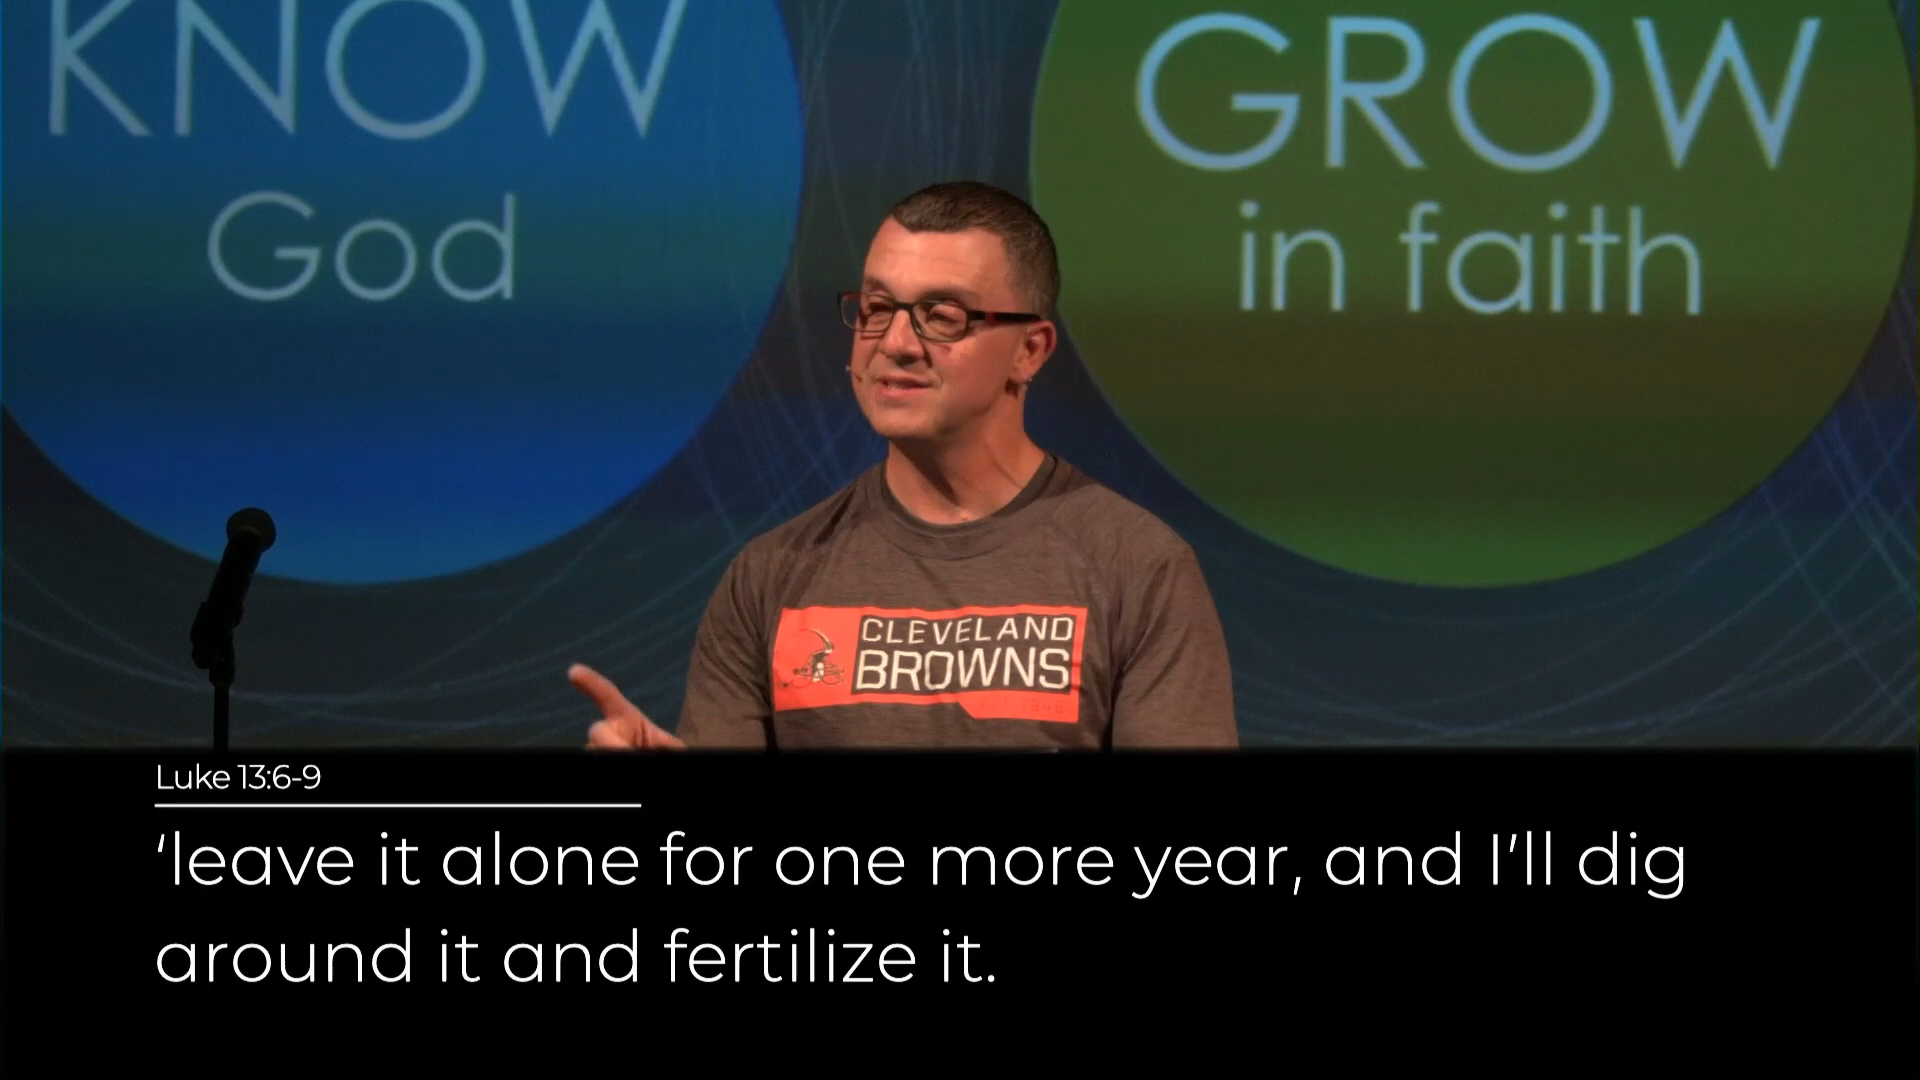 KNOW
God
GROW
in faith
CLEVELAND
BROWNS
Luke 13:6-9
‘leave it alone for one more year, and I’ll dig
around it and fertilize it.